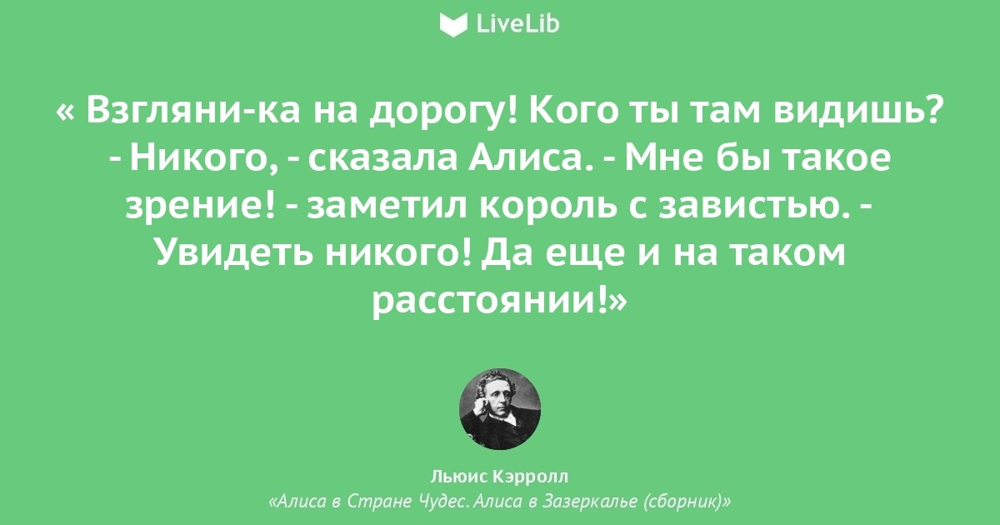 LiveLib
« Взгляни-ка на дорогу! Кого ты там видишь?
- Никого, - сказала Алиса. - Мне бы такое
зрение! - заметил король с завистью. -
Увидеть никого! Да еще и на таком
расстоянии!»
Льюис Кэрролл
«Алиса в Стране Чудес. Алиса в Зазеркалье (сборник)»